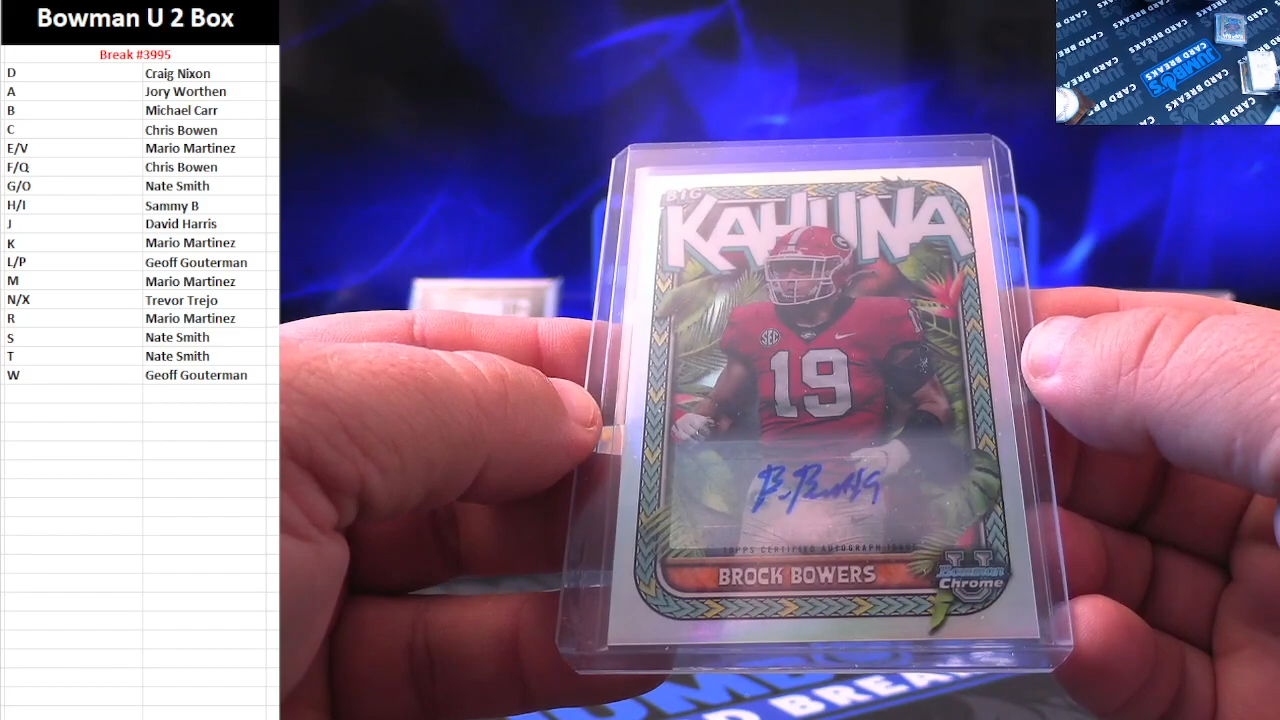 Bowman U 2 Box
Break #3995
D Craig Nixon
A Jory Worthen
B Michael Carr
C Chris Bowen
E/V Mario Martinez
F/Q Chris Bowen
G/O Nate Smith
H/I Sammy B
J David Harris
K Mario Martinez
L/P Geoff Gouterman
M Mario Martinez
N/X Trevor Trejo
R Mario Martinez
S Nate Smith
T Nate Smith
W Geoff Gouterman
BIG
KAHUNA
SEC
19
TOPPS CERTIFIED AUTOGRAPH ISSUE
BROCK BOWERS
U
Bowman
Chrome
JUMBO'S
CARD BREAKS